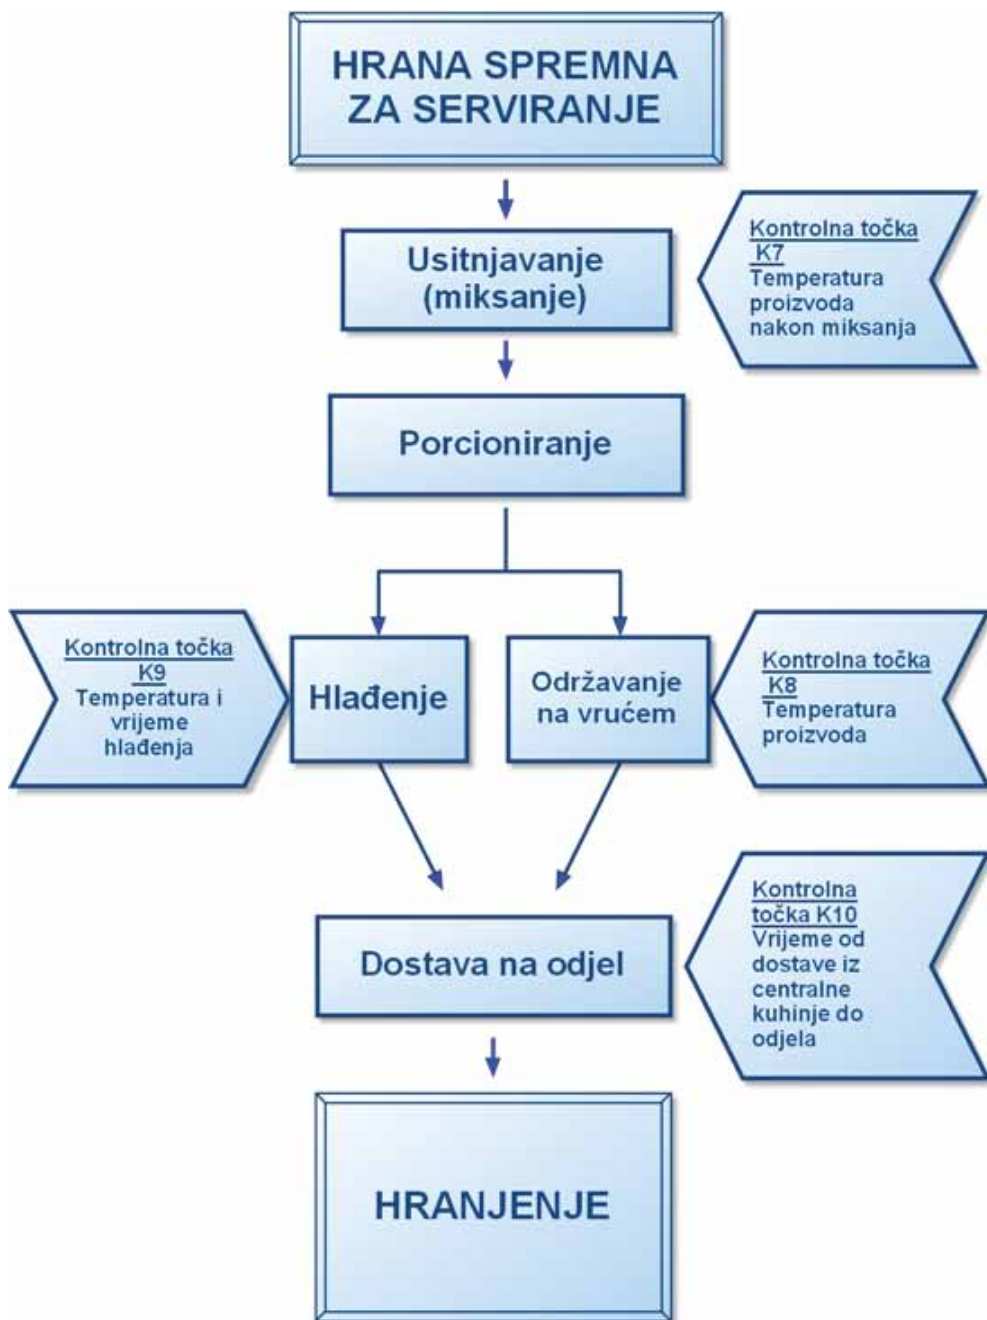 HRANA SPREMNA
ZA SERVIRANJE
Usitnjavanje
(miksanje)
Kontrolna točka
K7
Temperatura
proizvoda
nakon miksanja
Porcioniranje
Kontrolna točka
K9
Temperatura i
vrijeme
hlađenja
Hlađenje
Održavanje
na vrućem
Kontrolna točka
K8
Temperatura
proizvoda
Dostava na odjel
Kontrolna
točka K10
Vrijeme od
dostave iz
centralne
kuhinje do
odjela
HRANJENJE